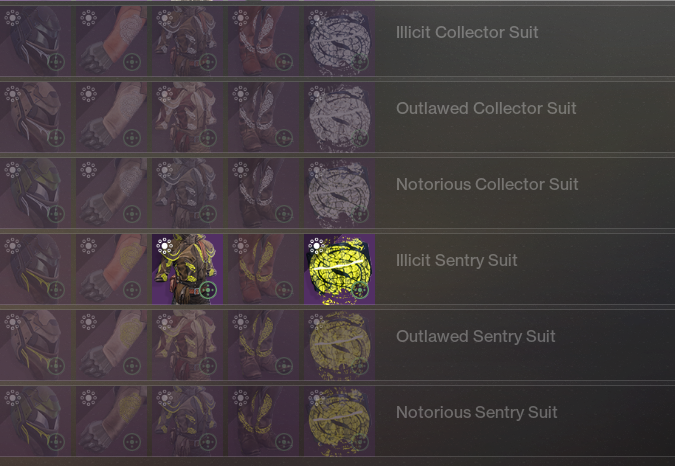 Illicit Collector Suit
Outlawed Collector Suit
Notorious Collector Suit
Illicit Sentry Suit
Outlawed Sentry Suit
Notorious Sentry Suit